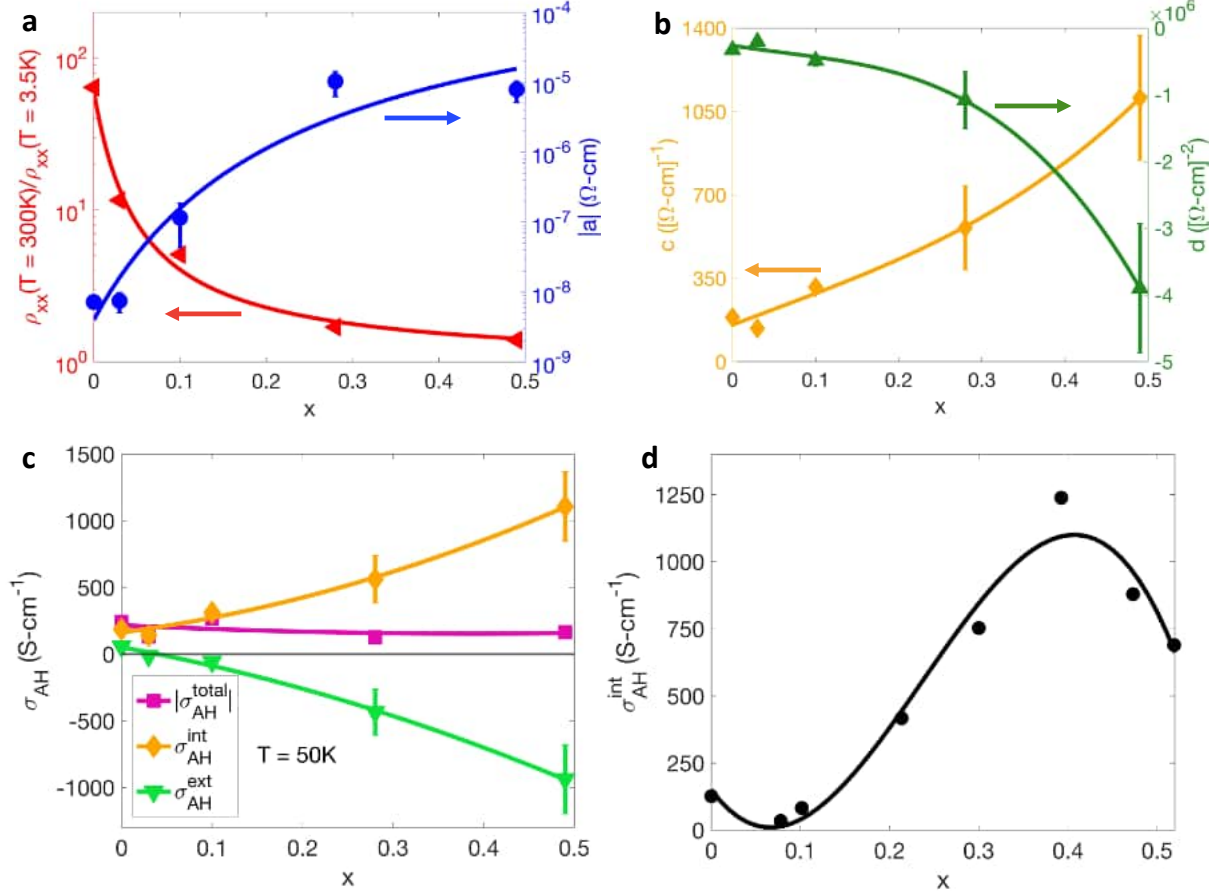 a
10²
10¹
10⁰
ρxx(T = 300K)/ρxx(T = 3.5K)
10⁻⁴
10⁻⁵
10⁻⁶
10⁻⁷
10⁻⁸
10⁻⁹
|a| (Ω-cm)
0 0.1 0.2 0.3 0.4 0.5
x
b
1400
1050
700
350
0
c ([Ω-cm]⁻¹)
×10⁶
0
-1
-2
-3
-4
-5
d ([Ω-cm]⁻²)
0 0.1 0.2 0.3 0.4 0.5
x
c
1500
1000
500
0
-500
-1000
σAH (S-cm⁻¹)
|σAH^total|
σAH^int
σAH^ext
T = 50K
0 0.1 0.2 0.3 0.4 0.5
x
d
1250
1000
750
500
250
0
σAH^int (S-cm⁻¹)
0 0.1 0.2 0.3 0.4 0.5
x